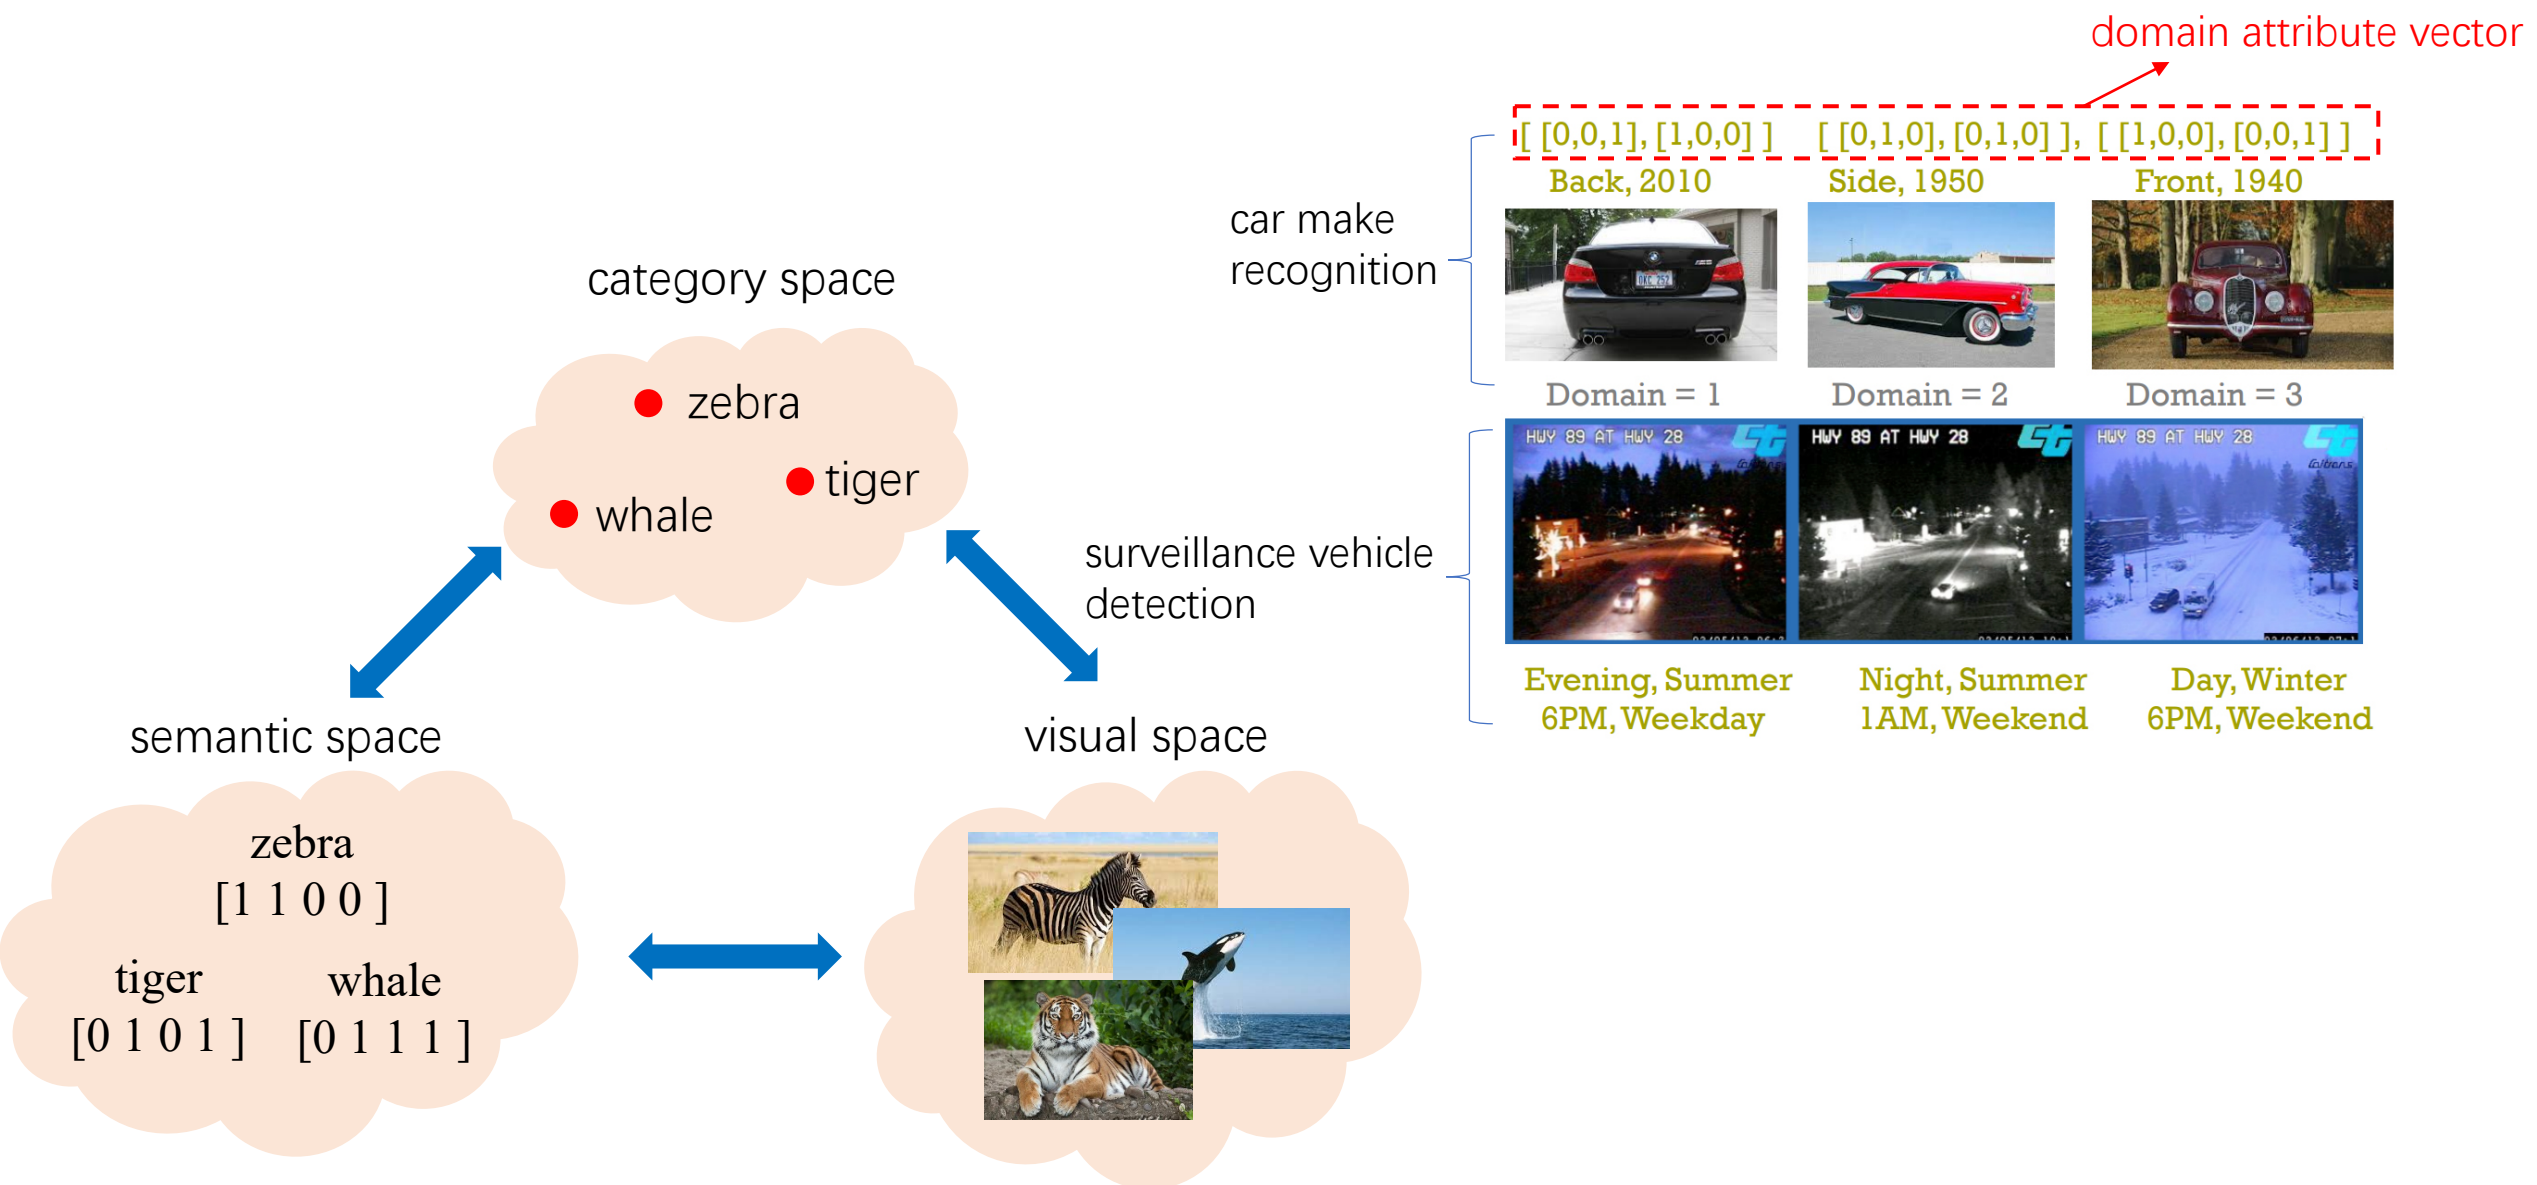 domain attribute vector
[ [0,0,1], [1,0,0] ] [ [0,1,0], [0,1,0] ], [ [1,0,0], [0,0,1] ]
Back, 2010 Side, 1950 Front, 1940
car make
recognition
Domain = 1 Domain = 2 Domain = 3
HWY 89 AT HWY 28 HWY 89 AT HWY 28 HWY 89 AT HWY 28
Caltrans
surveillance vehicle
detection
Evening, Summer Night, Summer Day, Winter
6PM, Weekday 1AM, Weekend 6PM, Weekend
category space
zebra
tiger
whale
semantic space
zebra
[1 1 0 0 ]
tiger whale
[0 1 0 1 ] [0 1 1 1 ]
visual space